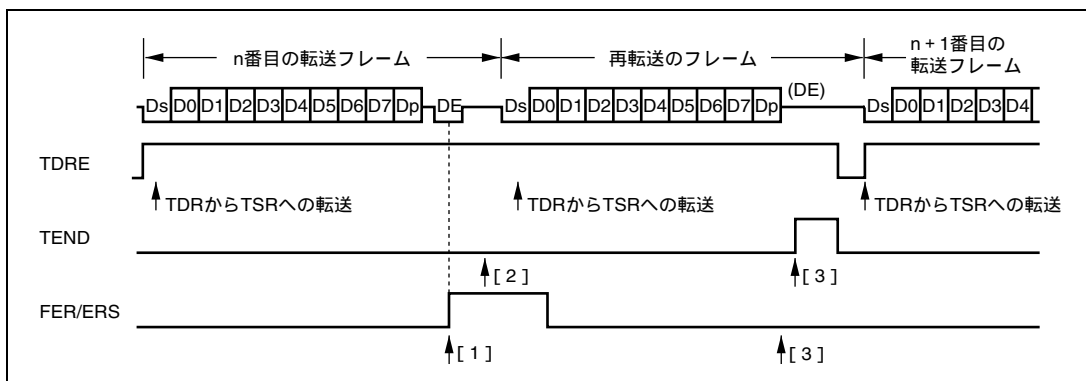 n番目の転送フレーム
再転送のフレーム
n + 1番目の
転送フレーム
Ds D0 D1 D2 D3 D4 D5 D6 D7 Dp DE
Ds D0 D1 D2 D3 D4 D5 D6 D7 Dp (DE)
Ds D0 D1 D2 D3 D4
TDRE
TDRからTSRへの転送
TDRからTSRへの転送
TDRからTSRへの転送
TEND
[ 2 ]
[ 3 ]
FER/ERS
[ 1 ]
[ 3 ]